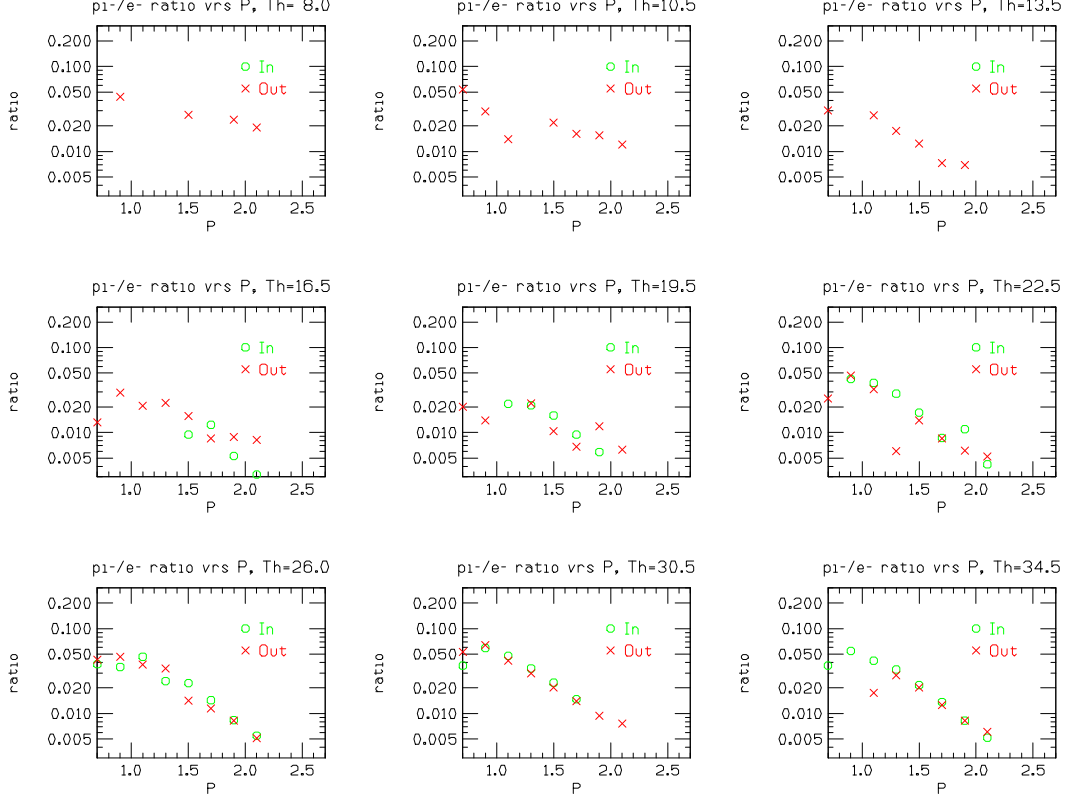 pi-/e- ratio vrs P, Th= 8.0
pi-/e- ratio vrs P, Th=10.5
pi-/e- ratio vrs P, Th=13.5
0.200
0.100
0.050
0.020
0.010
0.005
ratio
In
Out
1.0 1.5 2.0 2.5
P
0.200
0.100
0.050
0.020
0.010
0.005
ratio
In
Out
1.0 1.5 2.0 2.5
P
0.200
0.100
0.050
0.020
0.010
0.005
ratio
In
Out
1.0 1.5 2.0 2.5
P
pi-/e- ratio vrs P, Th=16.5
pi-/e- ratio vrs P, Th=19.5
pi-/e- ratio vrs P, Th=22.5
0.200
0.100
0.050
0.020
0.010
0.005
ratio
In
Out
1.0 1.5 2.0 2.5
P
0.200
0.100
0.050
0.020
0.010
0.005
ratio
In
Out
1.0 1.5 2.0 2.5
P
0.200
0.100
0.050
0.020
0.010
0.005
ratio
In
Out
1.0 1.5 2.0 2.5
P
pi-/e- ratio vrs P, Th=26.0
pi-/e- ratio vrs P, Th=30.5
pi-/e- ratio vrs P, Th=34.5
0.200
0.100
0.050
0.020
0.010
0.005
ratio
In
Out
1.0 1.5 2.0 2.5
P
0.200
0.100
0.050
0.020
0.010
0.005
ratio
In
Out
1.0 1.5 2.0 2.5
P
0.200
0.100
0.050
0.020
0.010
0.005
ratio
In
Out
1.0 1.5 2.0 2.5
P